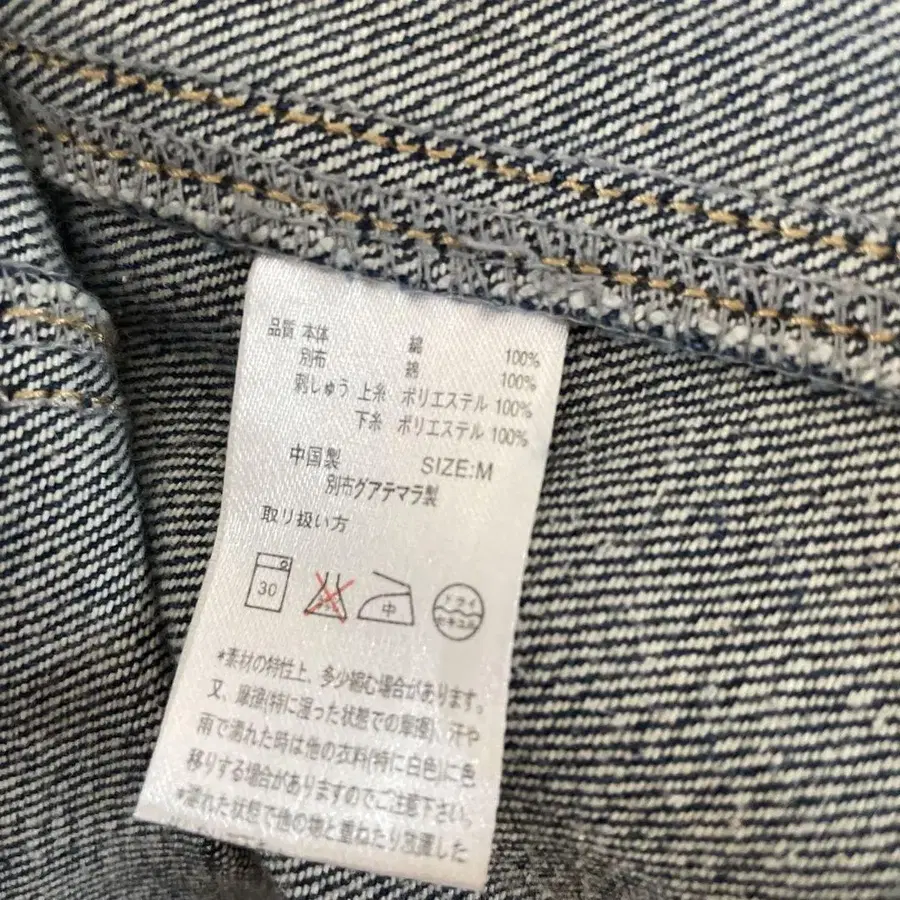 品質 本体 綿 100%
別布 綿 100%
刺しゅう 上糸 ポリエステル 100%
下糸 ポリエステル 100%
中国製 SIZE:M
別布グアテマラ製
取り扱い方
30 中 ドライ
*素材の特性上、多少縮む場合があります。
又、摩擦(特に湿った状態での摩擦)、汗や
雨で濡れた時は他の衣料(特に白色)に色
移りする場合がありますのでご注意下さい。
*濡れた状態で他の物と重ねたり放置した